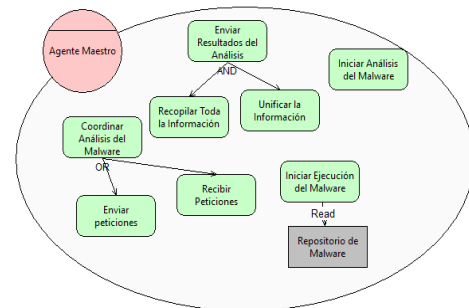 Agente Maestro
Enviar
Resultados del
Análisis
AND
Iniciar Análisis
del Malware
Recopilar Toda
la Información
Unificar la
Información
Coordinar
Análisis del
Malware
OR
Enviar
peticiones
Recibir
Peticiones
Iniciar Ejecución
del Malware
Read
Repositorio de
Malware